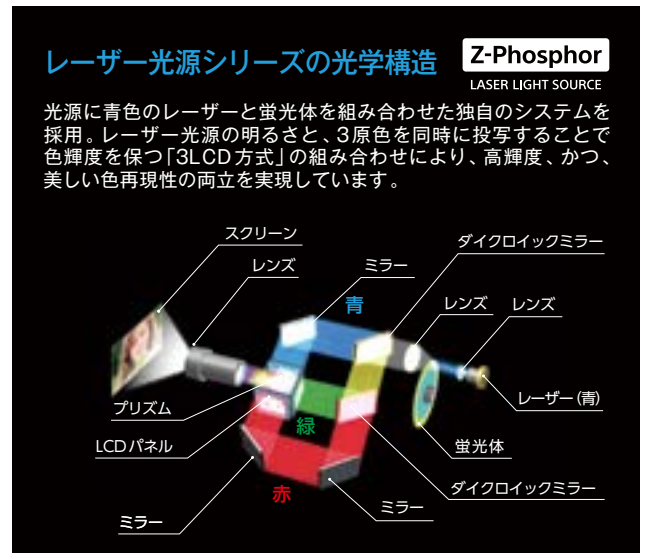 レーザー光源シリーズの光学構造
Z-Phosphor
LASER LIGHT SOURCE
光源に青色のレーザーと蛍光体を組み合わせた独自のシステムを
採用。レーザー光源の明るさと、3原色を同時に投写することで
色輝度を保つ「3LCD方式」の組み合わせにより、高輝度、かつ、
美しい色再現性の両立を実現しています。
スクリーン
ダイクロイックミラー
レンズ
ミラー
青
レンズ
レンズ
レーザー(青)
プリズム
緑
LCDパネル
蛍光体
赤
ダイクロイックミラー
ミラー
ミラー